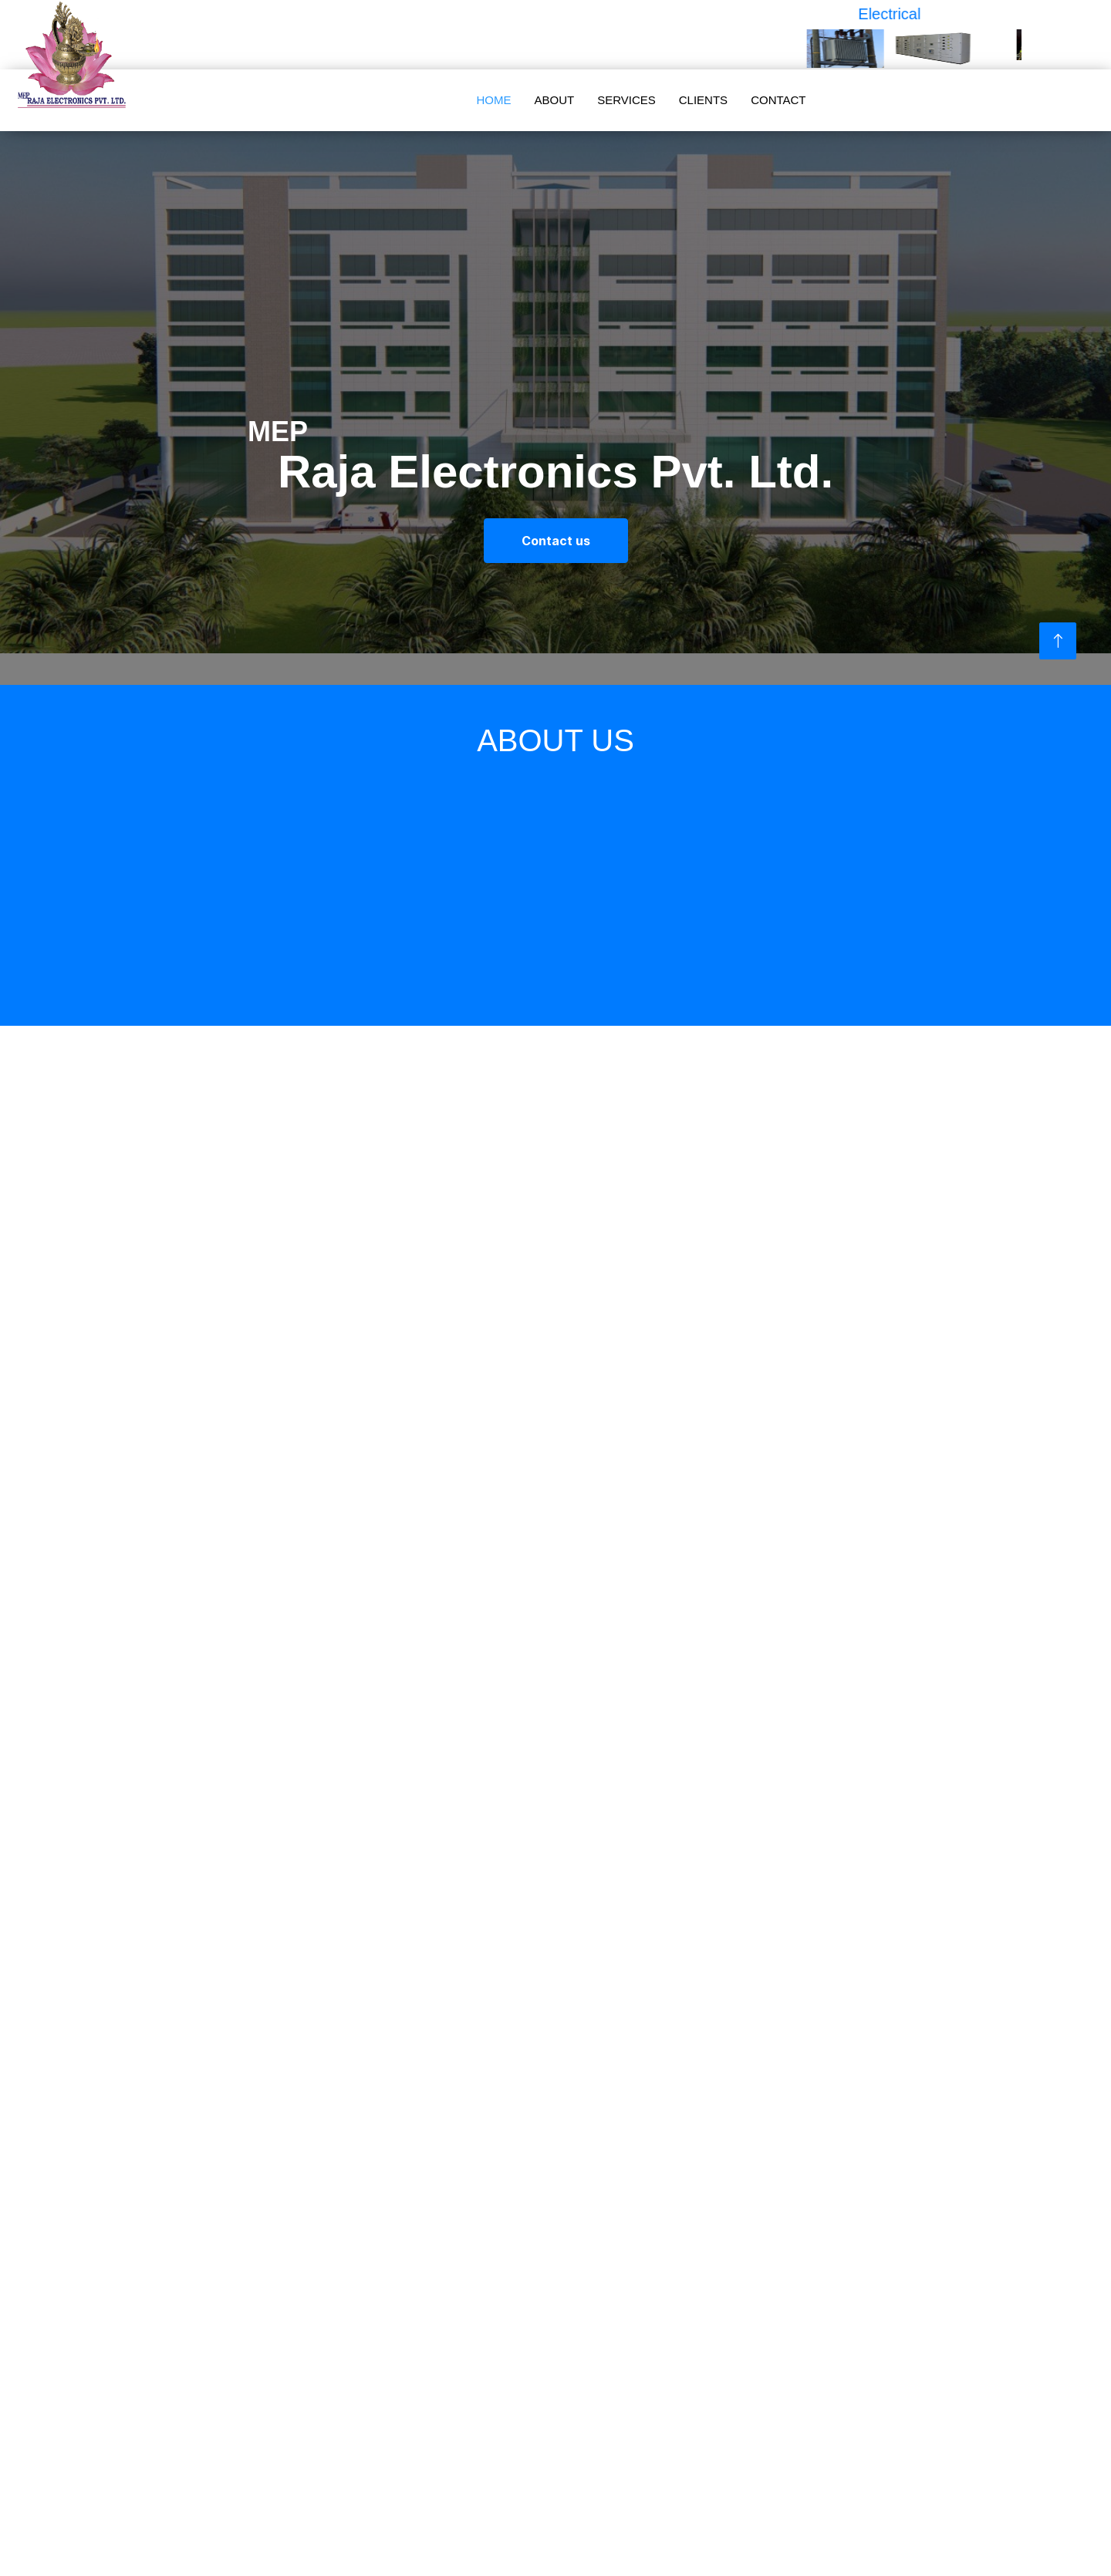 Electrical
MEP
RAJA ELECTRONICS PVT. LTD.
HOME ABOUT SERVICES CLIENTS CONTACT
MEP
Raja Electronics Pvt. Ltd.
Contact us
ABOUT US